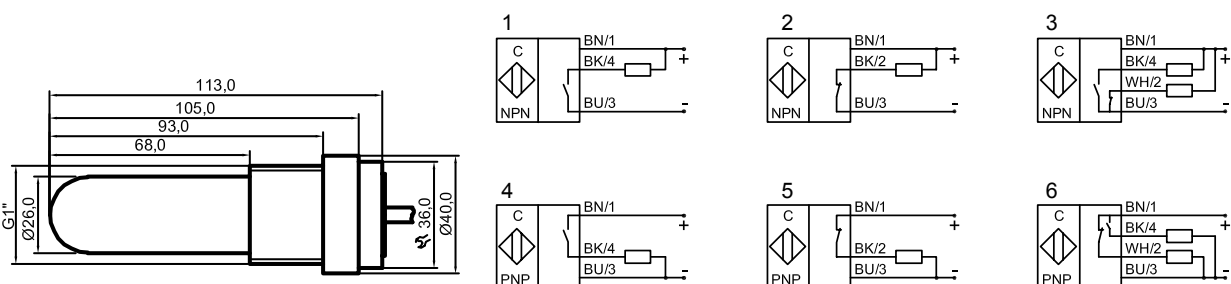 113,0
105,0
93,0
68,0
G1"
Ø26,0
36,0
Ø40,0
1
C
NPN
BN/1
BK/4
BU/3
+
-
2
C
NPN
BN/1
BK/2
BU/3
+
-
3
C
NPN
BN/1
BK/4
WH/2
BU/3
+
-
4
C
PNP
BN/1
BK/4
BU/3
+
-
5
C
PNP
BN/1
BK/2
BU/3
+
-
6
C
PNP
BN/1
BK/4
WH/2
BU/3
+
-